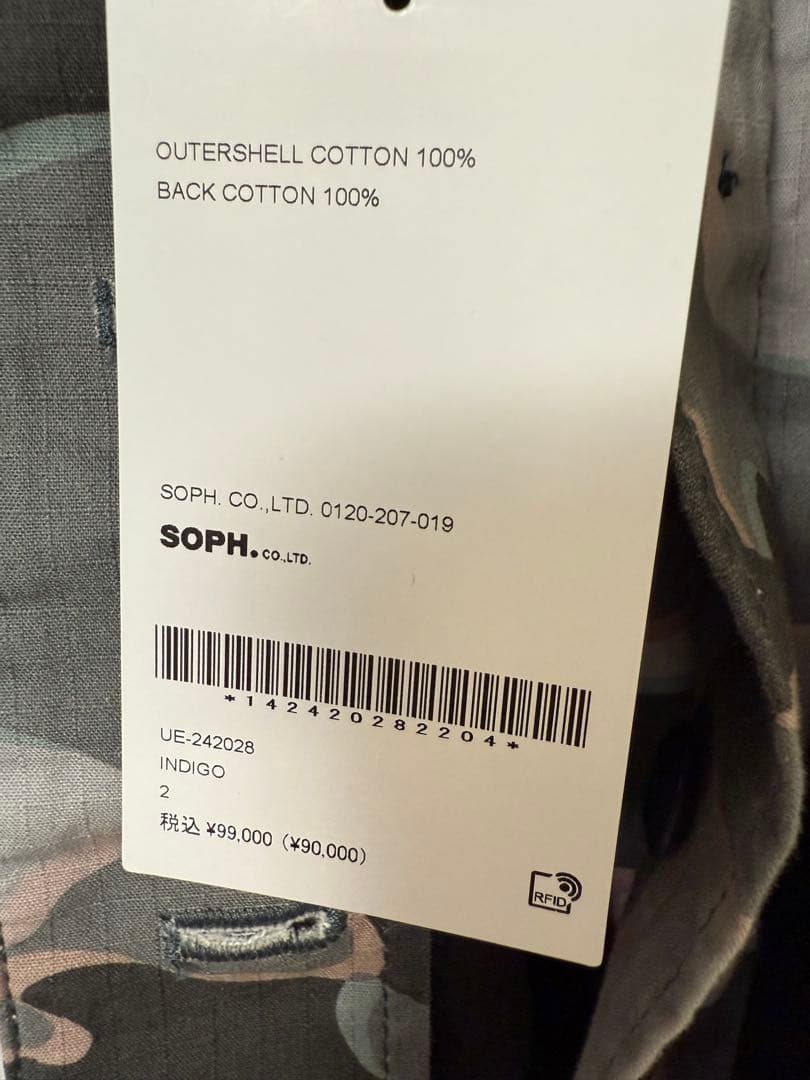 OUTERSHELL COTTON 100%
BACK COTTON 100%
SOPH. CO.,LTD. 0120-207-019
SOPH. CO.,LTD.
*142420282204*
UE-242028
INDIGO
2
税込 ¥99,000 (¥90,000)
RFID